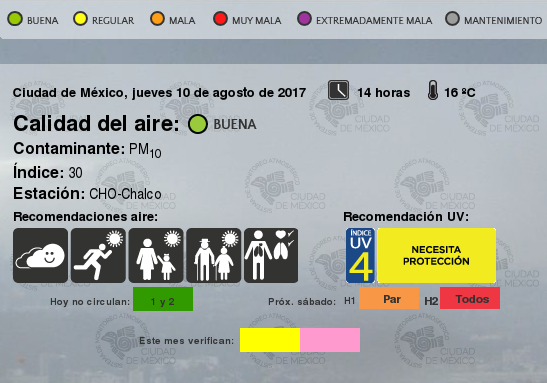 BUENA REGULAR MALA MUY MALA EXTREMADAMENTE MALA MANTENIMIENTO
Ciudad de México, jueves 10 de agosto de 2017 14 horas 16 ºC
Calidad del aire: BUENA
Contaminante: PM10
Índice: 30
Estación: CHO-Chalco
Recomendaciones aire: Recomendación UV:
ÍNDICE
UV
4
NECESITA
PROTECCIÓN
Hoy no circulan: 1 y 2 Próx. sábado: H1 Par H2 Todos
Este mes verifican:
CIUDAD
DE MÉXICO